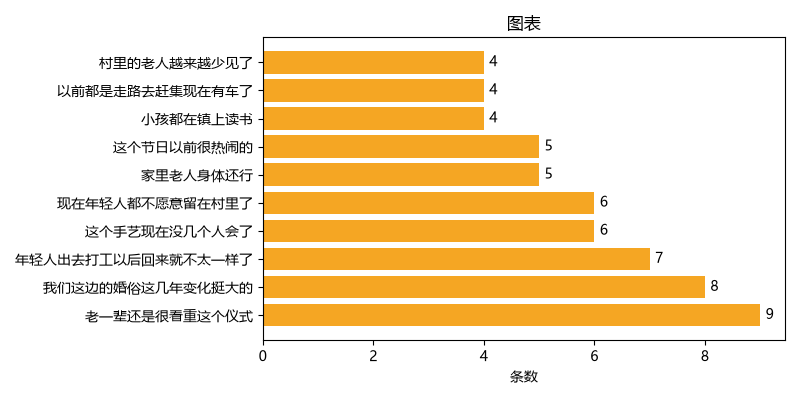 图表
村里的老人越来越少见了 4
以前都是走路去赶集现在有车了 4
小孩都在镇上读书 4
这个节日以前很热闹的 5
家里老人身体还行 5
现在年轻人都不愿意留在村里了 6
这个手艺现在没几个人会了 6
年轻人出去打工以后回来就不太一样了 7
我们这边的婚俗这几年变化挺大的 8
老一辈还是很看重这个仪式 9
0 2 4 6 8
条数